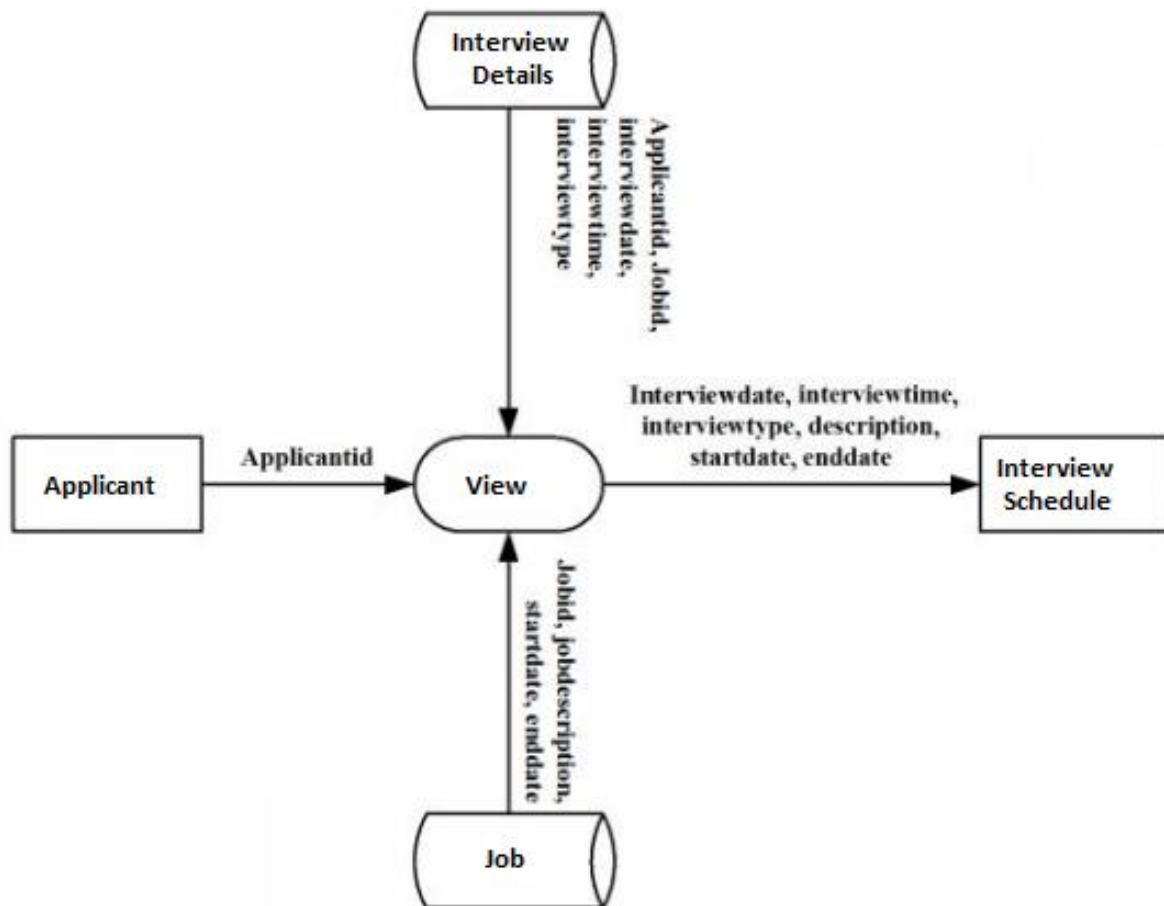 Interview
Details
Applicantid, Jobid,
interviewdate,
interviewtime,
interviewtype
Interviewdate, interviewtime,
interviewtype, description,
startdate, enddate
Applicant
Applicantid
View
Interview
Schedule
Jobid, jobdescription,
startdate, enddate
Job